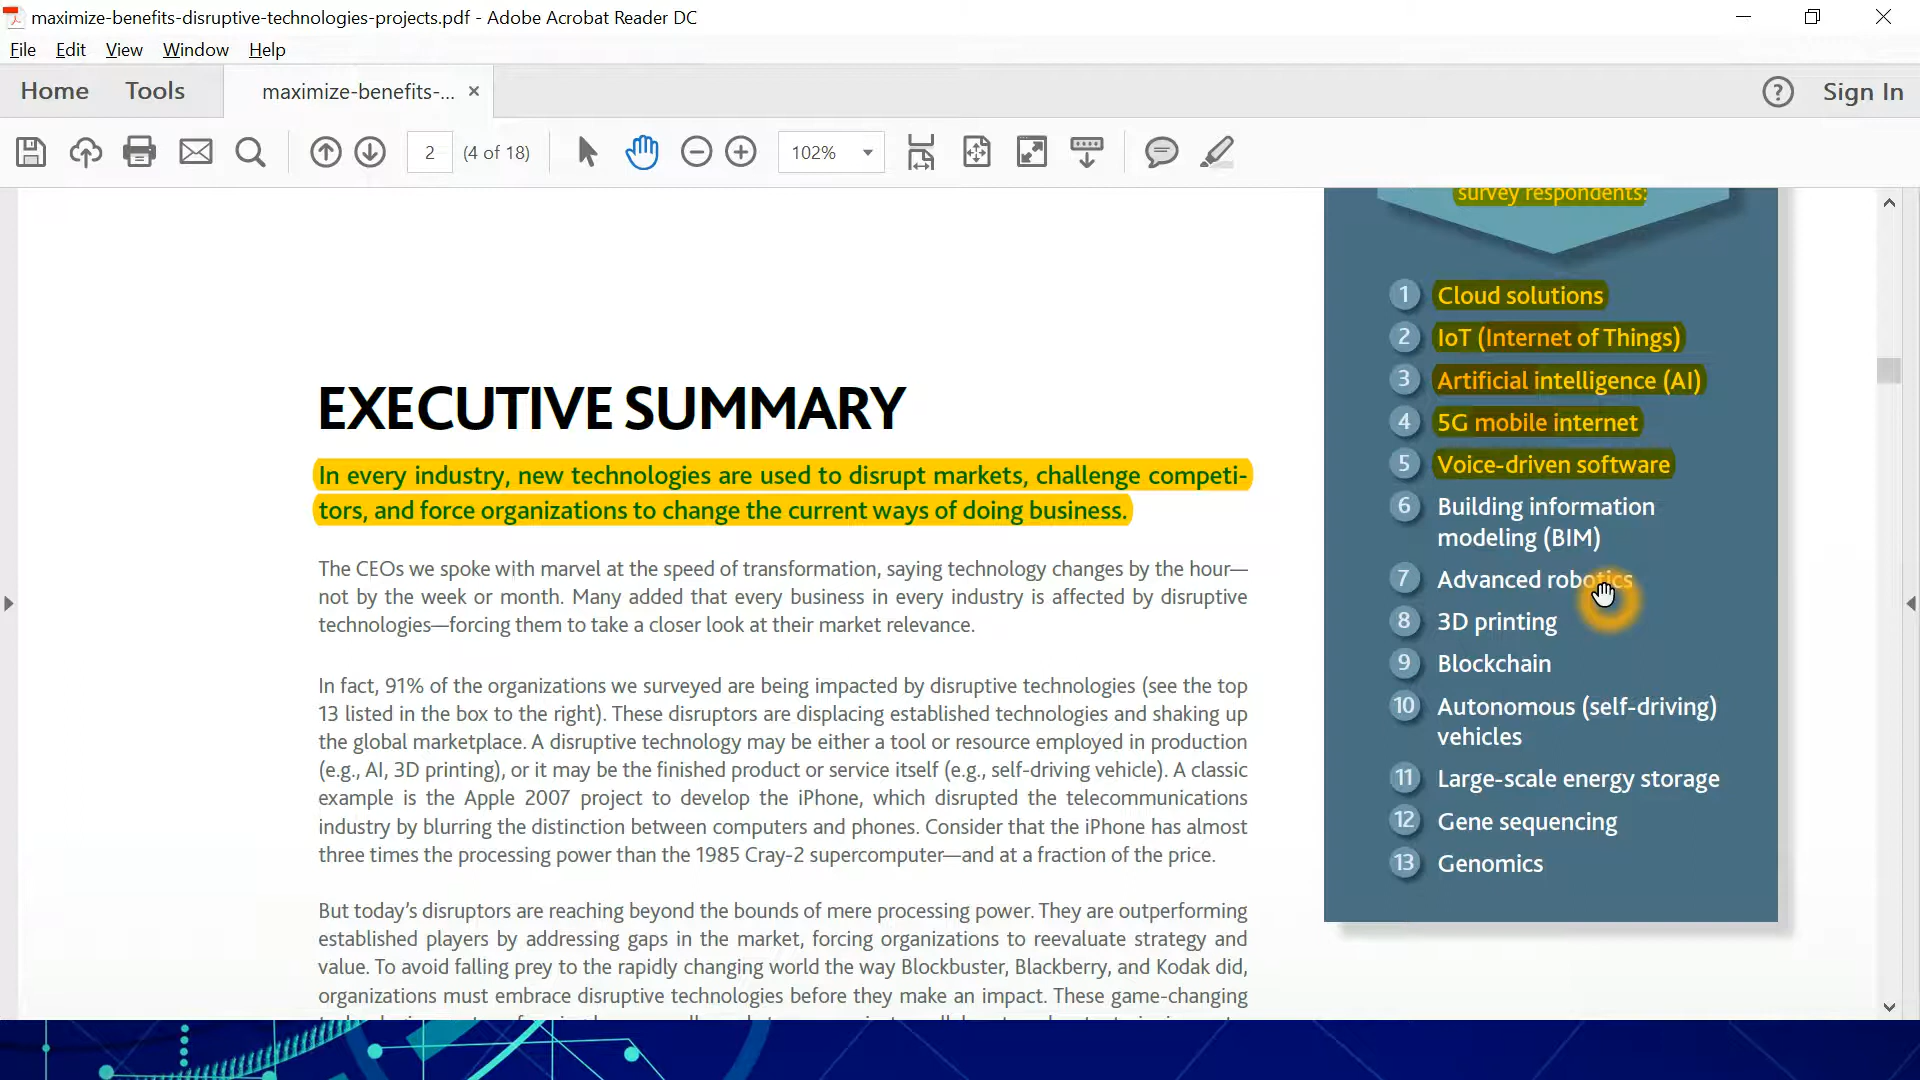 maximize-benefits-disruptive-technologies-projects.pdf - Adobe Acrobat Reader DC
File Edit View Window Help
Home Tools maximize-benefits-... × ? Sign In
2 (4 of 18) 102%
survey respondents:
1 Cloud solutions
2 IoT (Internet of Things)
3 Artificial intelligence (AI)
4 5G mobile internet
5 Voice-driven software
6 Building information
modeling (BIM)
7 Advanced robotics
8 3D printing
9 Blockchain
10 Autonomous (self-driving)
vehicles
11 Large-scale energy storage
12 Gene sequencing
13 Genomics
EXECUTIVE SUMMARY
In every industry, new technologies are used to disrupt markets, challenge competi-
tors, and force organizations to change the current ways of doing business.
The CEOs we spoke with marvel at the speed of transformation, saying technology changes by the hour—
not by the week or month. Many added that every business in every industry is affected by disruptive
technologies—forcing them to take a closer look at their market relevance.
In fact, 91% of the organizations we surveyed are being impacted by disruptive technologies (see the top
13 listed in the box to the right). These disruptors are displacing established technologies and shaking up
the global marketplace. A disruptive technology may be either a tool or resource employed in production
(e.g., AI, 3D printing), or it may be the finished product or service itself (e.g., self-driving vehicle). A classic
example is the Apple 2007 project to develop the iPhone, which disrupted the telecommunications
industry by blurring the distinction between computers and phones. Consider that the iPhone has almost
three times the processing power than the 1985 Cray-2 supercomputer—and at a fraction of the price.
But today's disruptors are reaching beyond the bounds of mere processing power. They are outperforming
established players by addressing gaps in the market, forcing organizations to reevaluate strategy and
value. To avoid falling prey to the rapidly changing world the way Blockbuster, Blackberry, and Kodak did,
organizations must embrace disruptive technologies before they make an impact. These game-changing